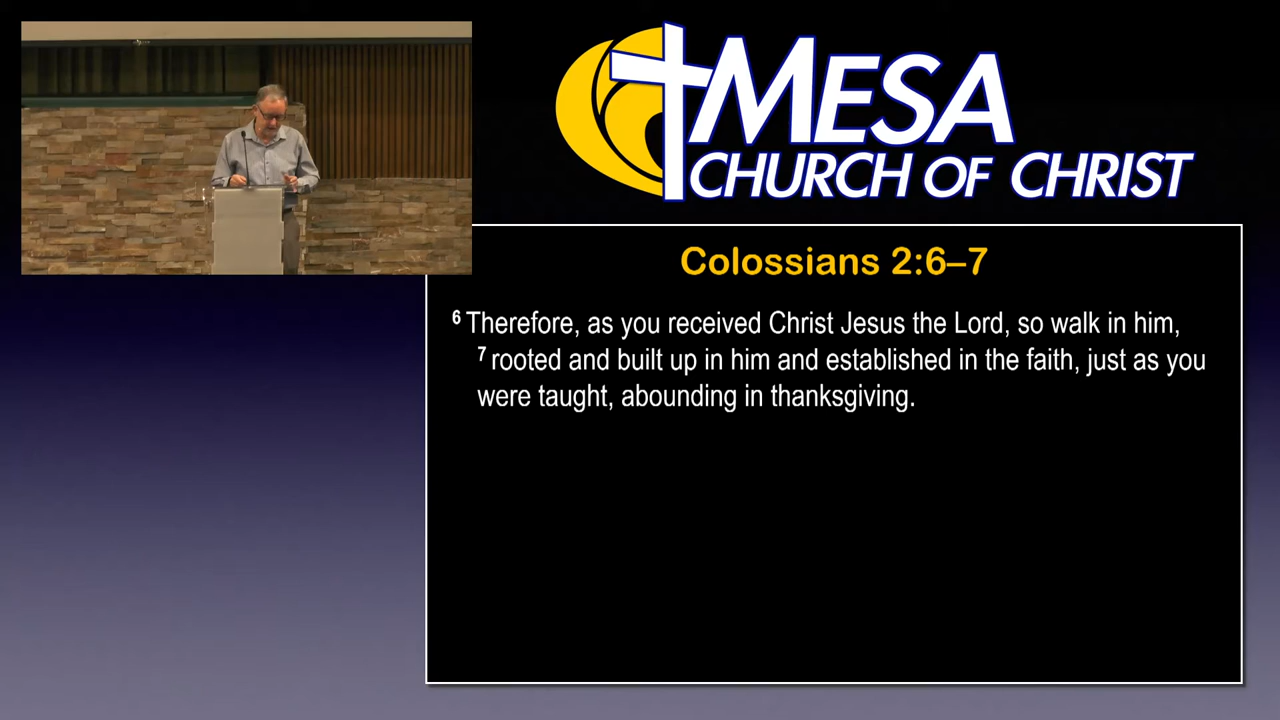 MESA
CHURCH OF CHRIST
Colossians 2:6–7
6 Therefore, as you received Christ Jesus the Lord, so walk in him,
7 rooted and built up in him and established in the faith, just as you
were taught, abounding in thanksgiving.